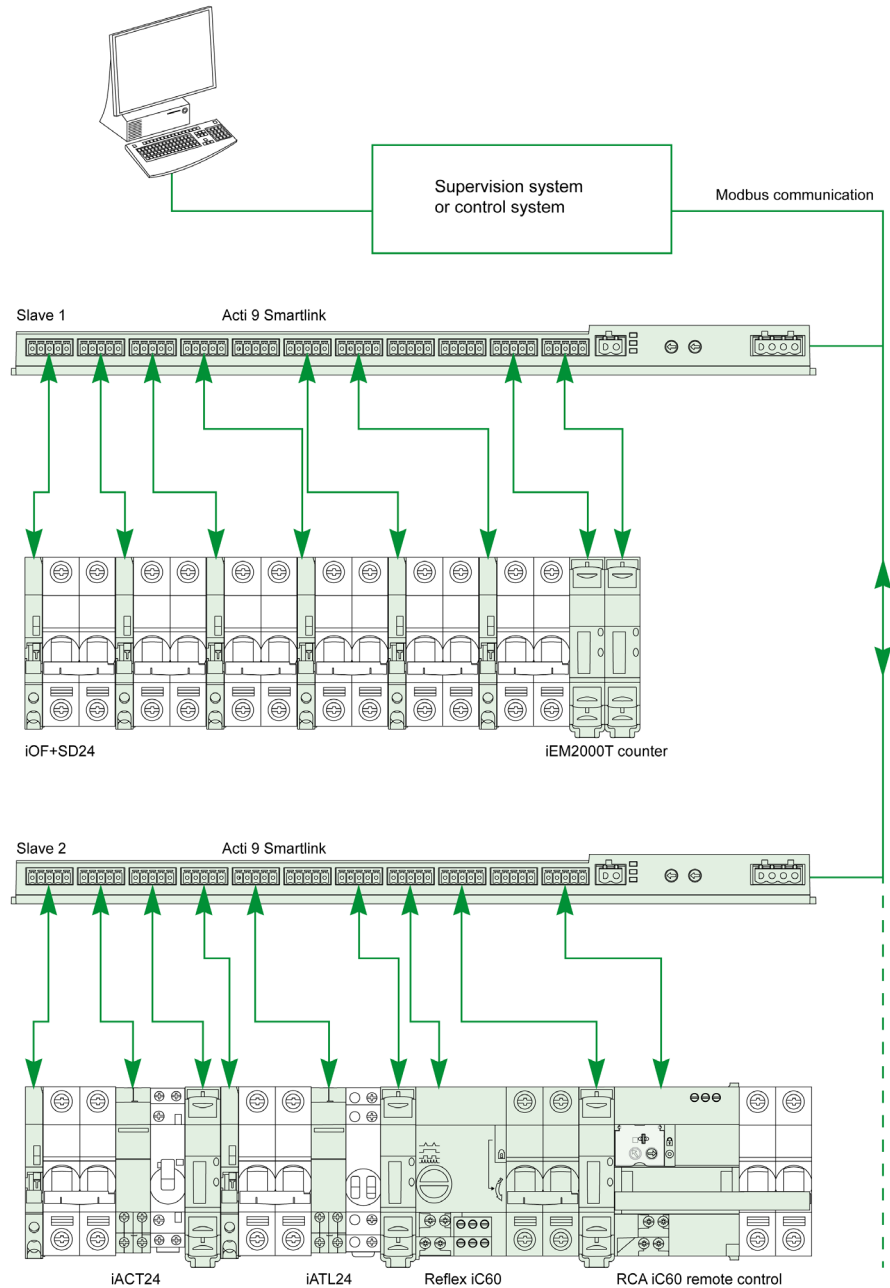 Supervision system
or control system
Modbus communication
Slave 1
Acti 9 Smartlink
iOF+SD24
iEM2000T counter
Slave 2
Acti 9 Smartlink
iACT24
iATL24
Reflex iC60
RCA iC60 remote control